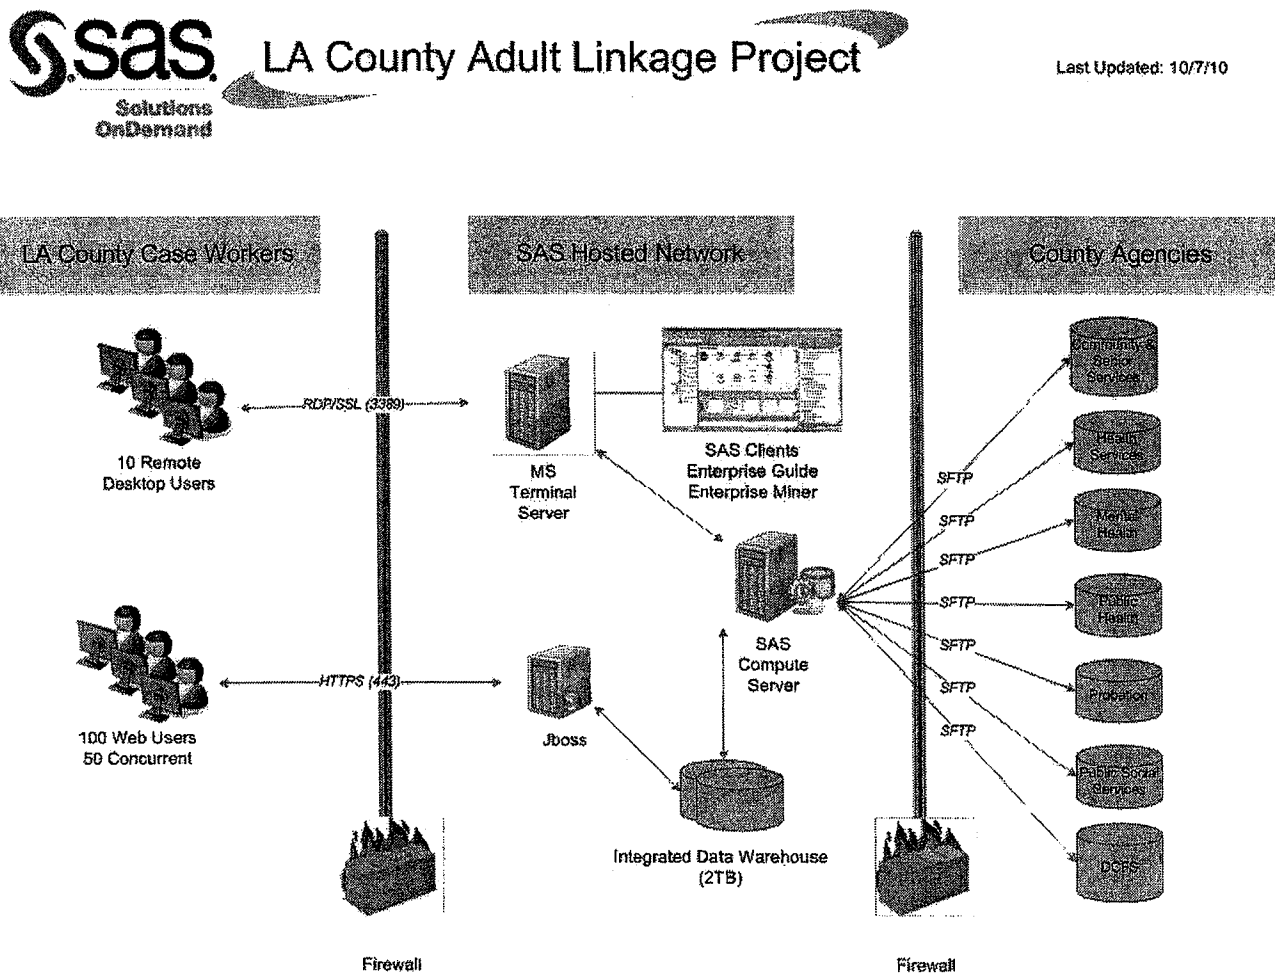 sas
Solutions
OnDemand
LA County Adult Linkage Project
Last Updated: 10/7/10
LA County Case Workers
SAS Hosted Network
County Agencies
10 Remote
Desktop Users
RDP/SSL (3389)
MS
Terminal
Server
SAS Clients
Enterprise Guide
Enterprise Miner
SAS
Compute
Server
100 Web Users
50 Concurrent
HTTPS (443)
Jboss
Integrated Data Warehouse
(2TB)
SFTP
SFTP
SFTP
SFTP
SFTP
SFTP
SFTP
Community &
Senior
Services
Health
Services
Mental
Health
Public
Health
Probation
Public Social
Services
DCFS
Firewall
Firewall